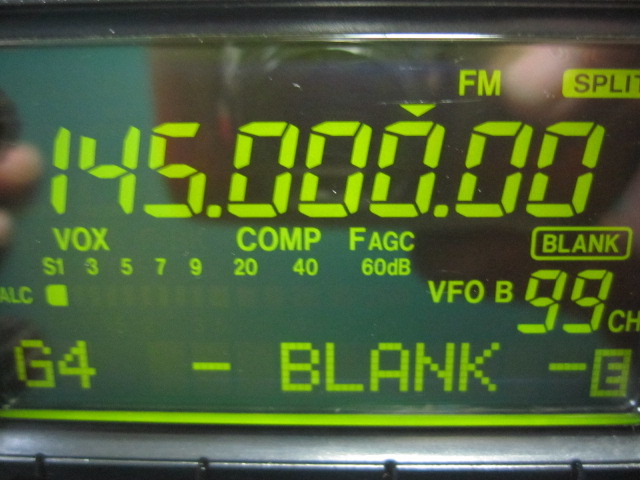 FM SPLIT
145.000.00
VOX COMP FAGC BLANK
S1 3 5 7 9 20 40 60dB
ALC VFO B 99 CH
G4 - BLANK - E